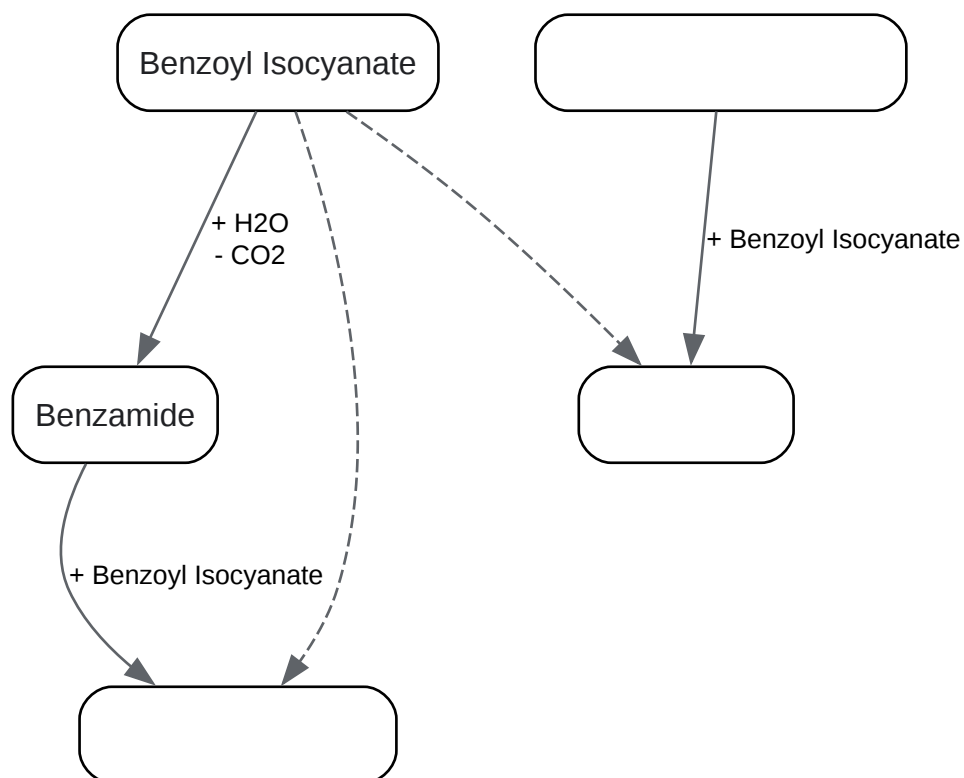 Benzoyl Isocyanate
+ H2O
- CO2
+ Benzoyl Isocyanate
Benzamide
+ Benzoyl Isocyanate